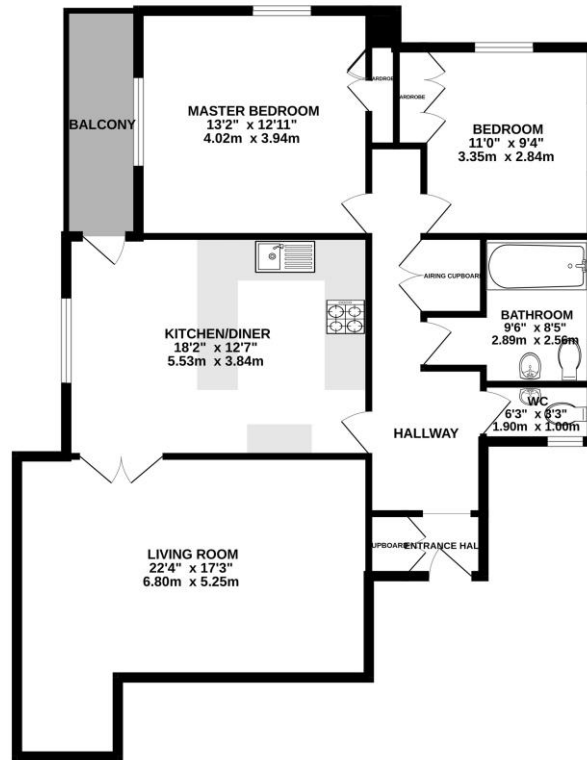 BALCONY
MASTER BEDROOM
13'2" x 12'11"
4.02m x 3.94m
ARDROBE
ARDROBE
BEDROOM
11'0" x 9'4"
3.35m x 2.84m
AIRING CUPBOARD
BATHROOM
9'6" x 8'5"
2.89m x 2.56m
KITCHEN/DINER
18'2" x 12'7"
5.53m x 3.84m
WC
6'3" x 3'3"
1.90m x 1.00m
HALLWAY
UPBOARD
ENTRANCE HALL
LIVING ROOM
22'4" x 17'3"
6.80m x 5.25m